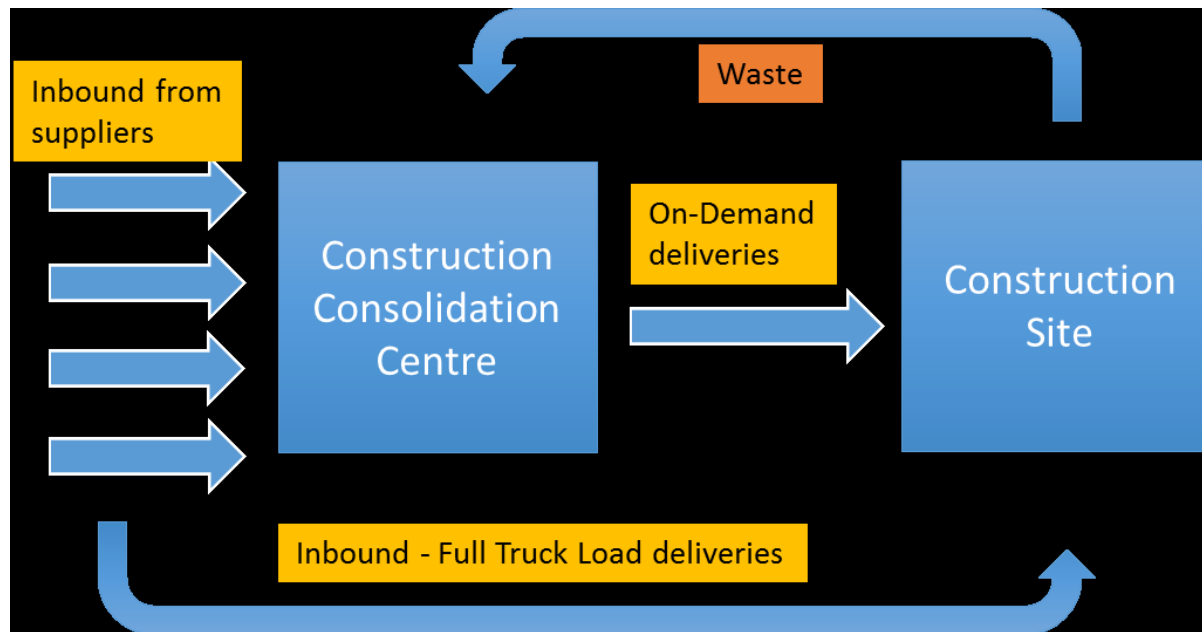 Waste
Inbound from
suppliers
Construction
Consolidation
Centre
On-Demand
deliveries
Construction
Site
Inbound - Full Truck Load deliveries